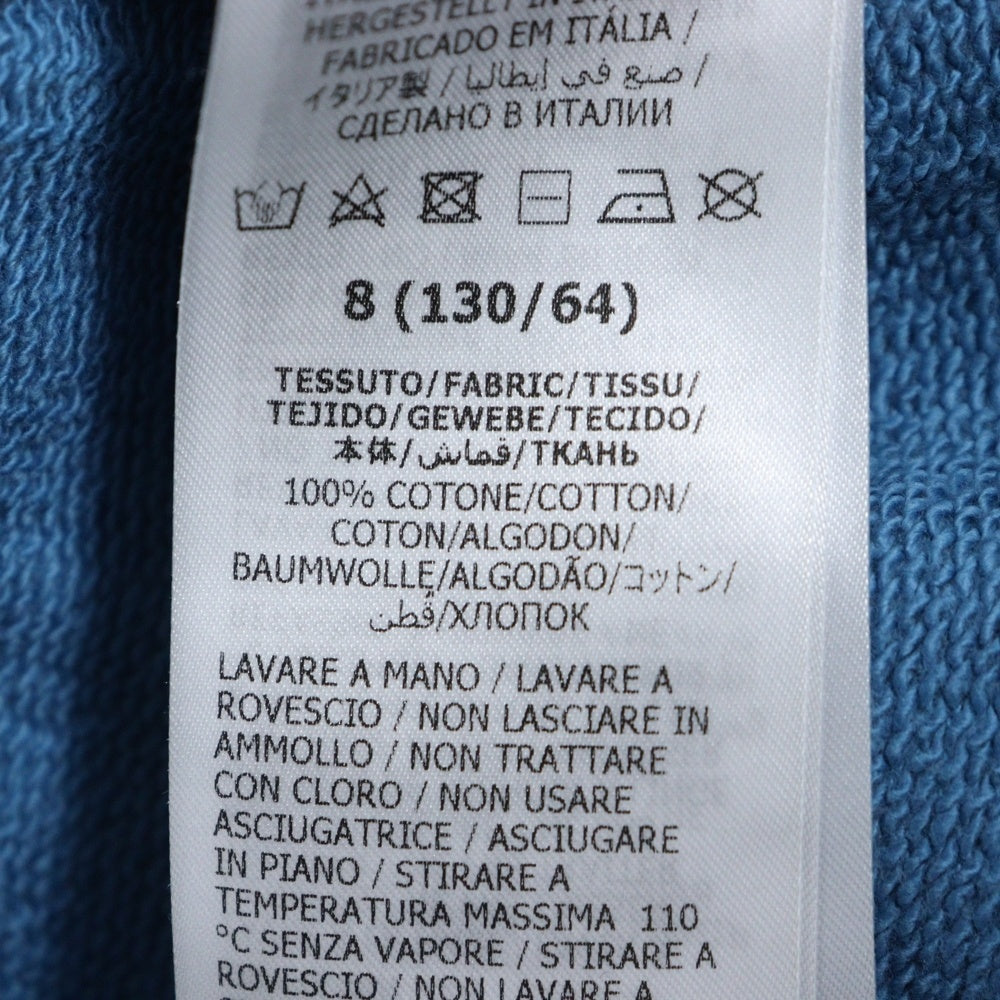 HERGESTELLT IN
FABRICADO EM ITÁLIA /
イタリア製 / صنع في إيطاليا /
СДЕЛАНО В ИТАЛИИ
8 (130/64)
TESSUTO/FABRIC/TISSU/
TEJIDO/GEWEBE/TECIDO/
本体/قماش/ТКАНЬ
100% COTONE/COTTON/
COTON/ALGODON/
BAUMWOLLE/ALGODÃO/コットン/
قُطن/ХЛОПОК
LAVARE A MANO / LAVARE A
ROVESCIO / NON LASCIARE IN
AMMOLLO / NON TRATTARE
CON CLORO / NON USARE
ASCIUGATRICE / ASCIUGARE
IN PIANO / STIRARE A
TEMPERATURA MASSIMA 110
°C SENZA VAPORE / STIRARE A
ROVESCIO / NON LAVARE A